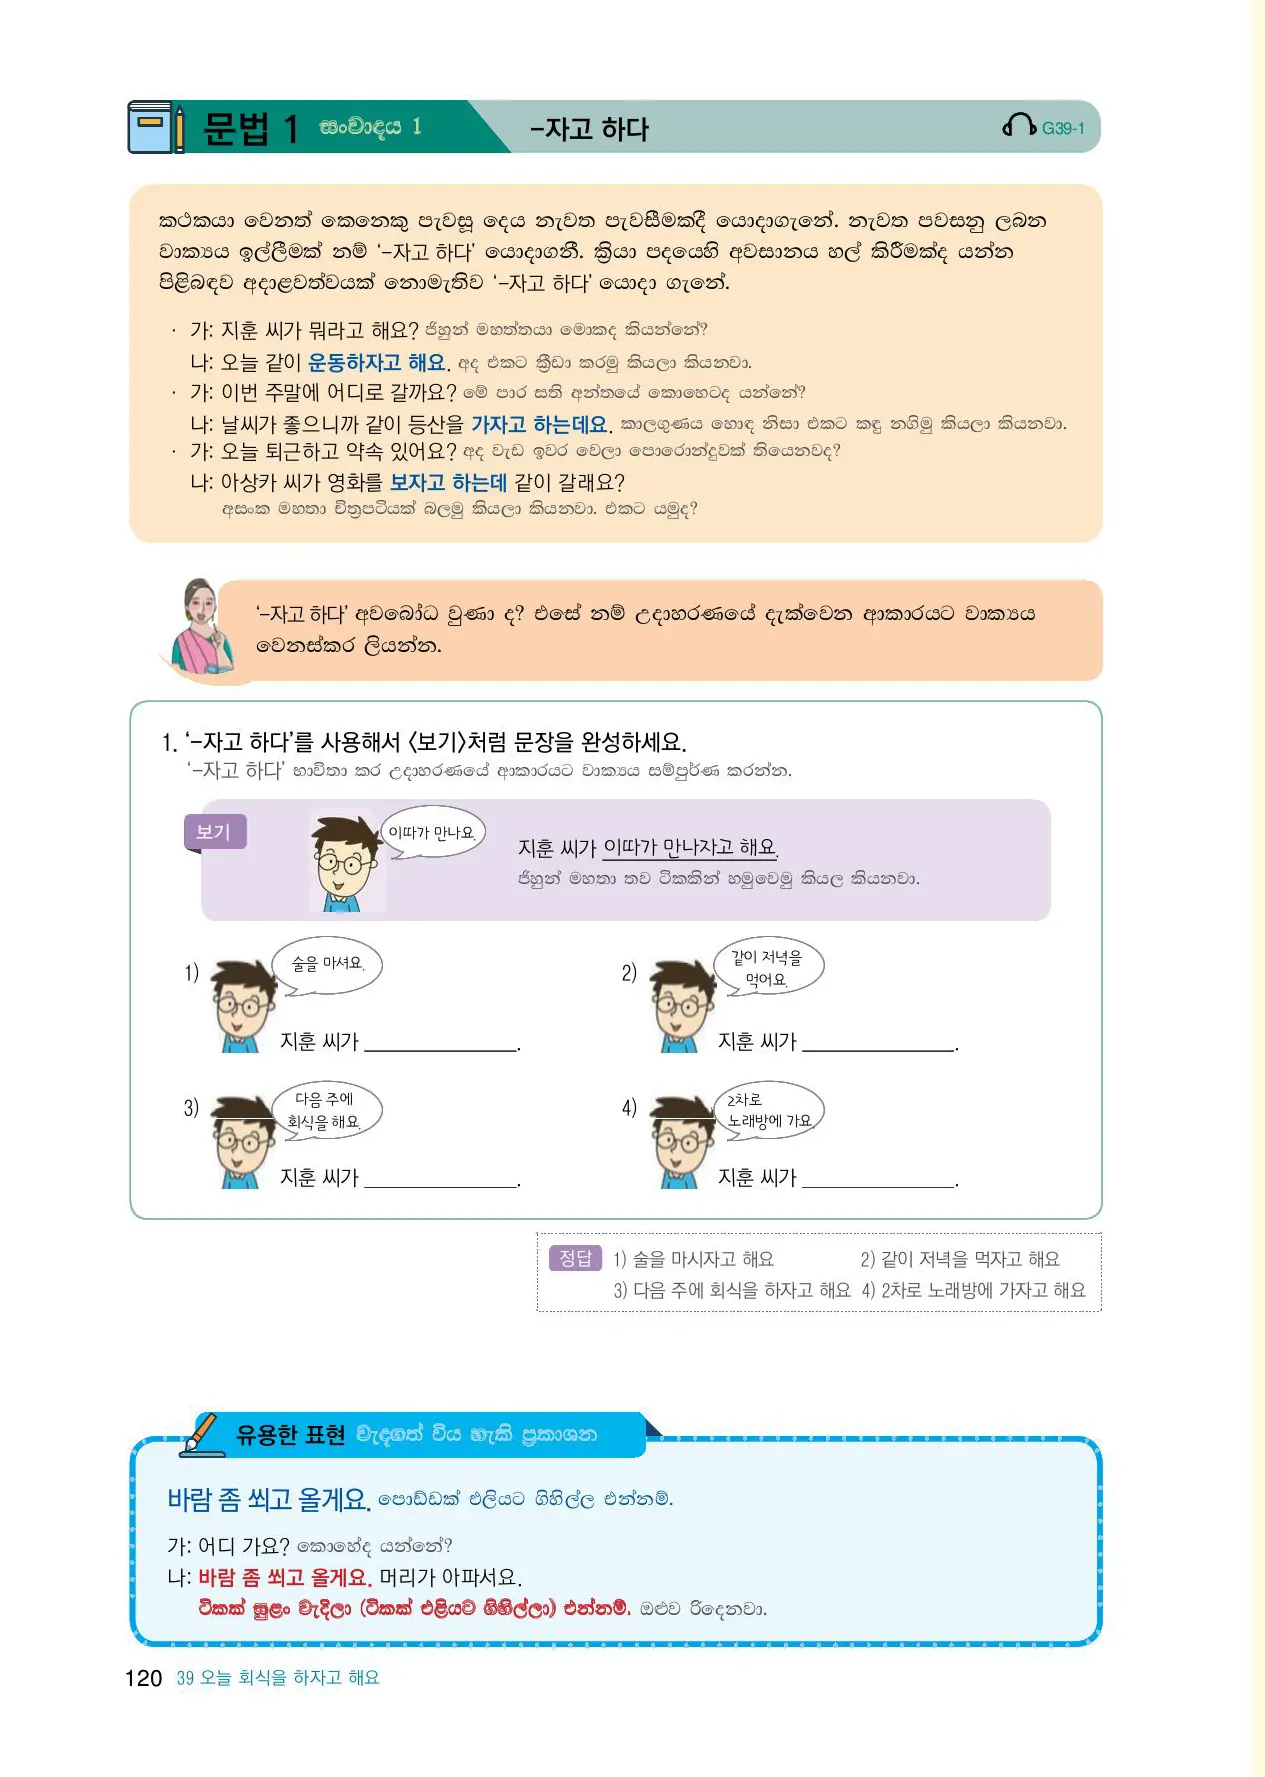 문법 1 සංවාදය 1 –자고 하다 G39-1
කථකයා වෙනත් කෙනෙකු පැවසූ දෙය නැවත පැවසීමකදී යොදාගැනේ. නැවත පවසනු ලබන
වාක්‍යය ඉල්ලීමක් නම් ‘–자고 하다’ යොදාගනී. ක්‍රියා පදයෙහි අවසානය හල් කිරීමක්ද යන්න
පිළිබඳව අදාළවත්වයක් නොමැතිව ‘–자고 하다’ යොදා ගැනේ.
· 가: 지훈 씨가 뭐라고 해요? ජිහුන් මහත්තයා මොකද කියන්නේ?
나: 오늘 같이 운동하자고 해요. අද එකට ක්‍රීඩා කරමු කියලා කියනවා.
· 가: 이번 주말에 어디로 갈까요? මේ පාර සති අන්තයේ කොහෙටද යන්නේ?
나: 날씨가 좋으니까 같이 등산을 가자고 하는데요. කාලගුණය හොඳ නිසා එකට කඳු නගිමු කියලා කියනවා.
· 가: 오늘 퇴근하고 약속 있어요? අද වැඩ ඉවර වෙලා පොරොන්දුවක් තියෙනවද?
나: 아상카 씨가 영화를 보자고 하는데 같이 갈래요?
අසංක මහතා චිත්‍රපටියක් බලමු කියලා කියනවා. එකට යමුද?
‘–자고 하다’ අවබෝධ වුණා ද? එසේ නම් උදාහරණයේ දැක්වෙන ආකාරයට වාක්‍යය
වෙනස්කර ලියන්න.
1. ‘–자고 하다’를 사용해서 〈보기〉처럼 문장을 완성하세요.
‘–자고 하다’ භාවිතා කර උදාහරණයේ ආකාරයට වාක්‍යය සම්පුර්ණ කරන්න.
보기
이따가 만나요.
지훈 씨가 이따가 만나자고 해요.
ජිහුන් මහතා තව ටිකකින් හමුවෙමු කියල කියනවා.
1)
술을 마셔요.
지훈 씨가 ______________.
2)
같이 저녁을
먹어요.
지훈 씨가 ______________.
3)
다음 주에
회식을 해요.
지훈 씨가 ______________.
4)
2차로
노래방에 가요.
지훈 씨가 ______________.
정답 1) 술을 마시자고 해요 2) 같이 저녁을 먹자고 해요
3) 다음 주에 회식을 하자고 해요 4) 2차로 노래방에 가자고 해요
유용한 표현 වැදගත් විය හැකි ප්‍රකාශන
바람 좀 쐬고 올게요. පොඩ්ඩක් එලියට ගිහිල්ල එන්නම්.
가: 어디 가요? කොහේද යන්නේ?
나: 바람 좀 쐬고 올게요. 머리가 아파서요.
ටිකක් සුළං වැදිලා (ටිකක් එළියට ගිහිල්ලා) එන්නම්. ඔළුව රිදෙනවා.
120 39 오늘 회식을 하자고 해요